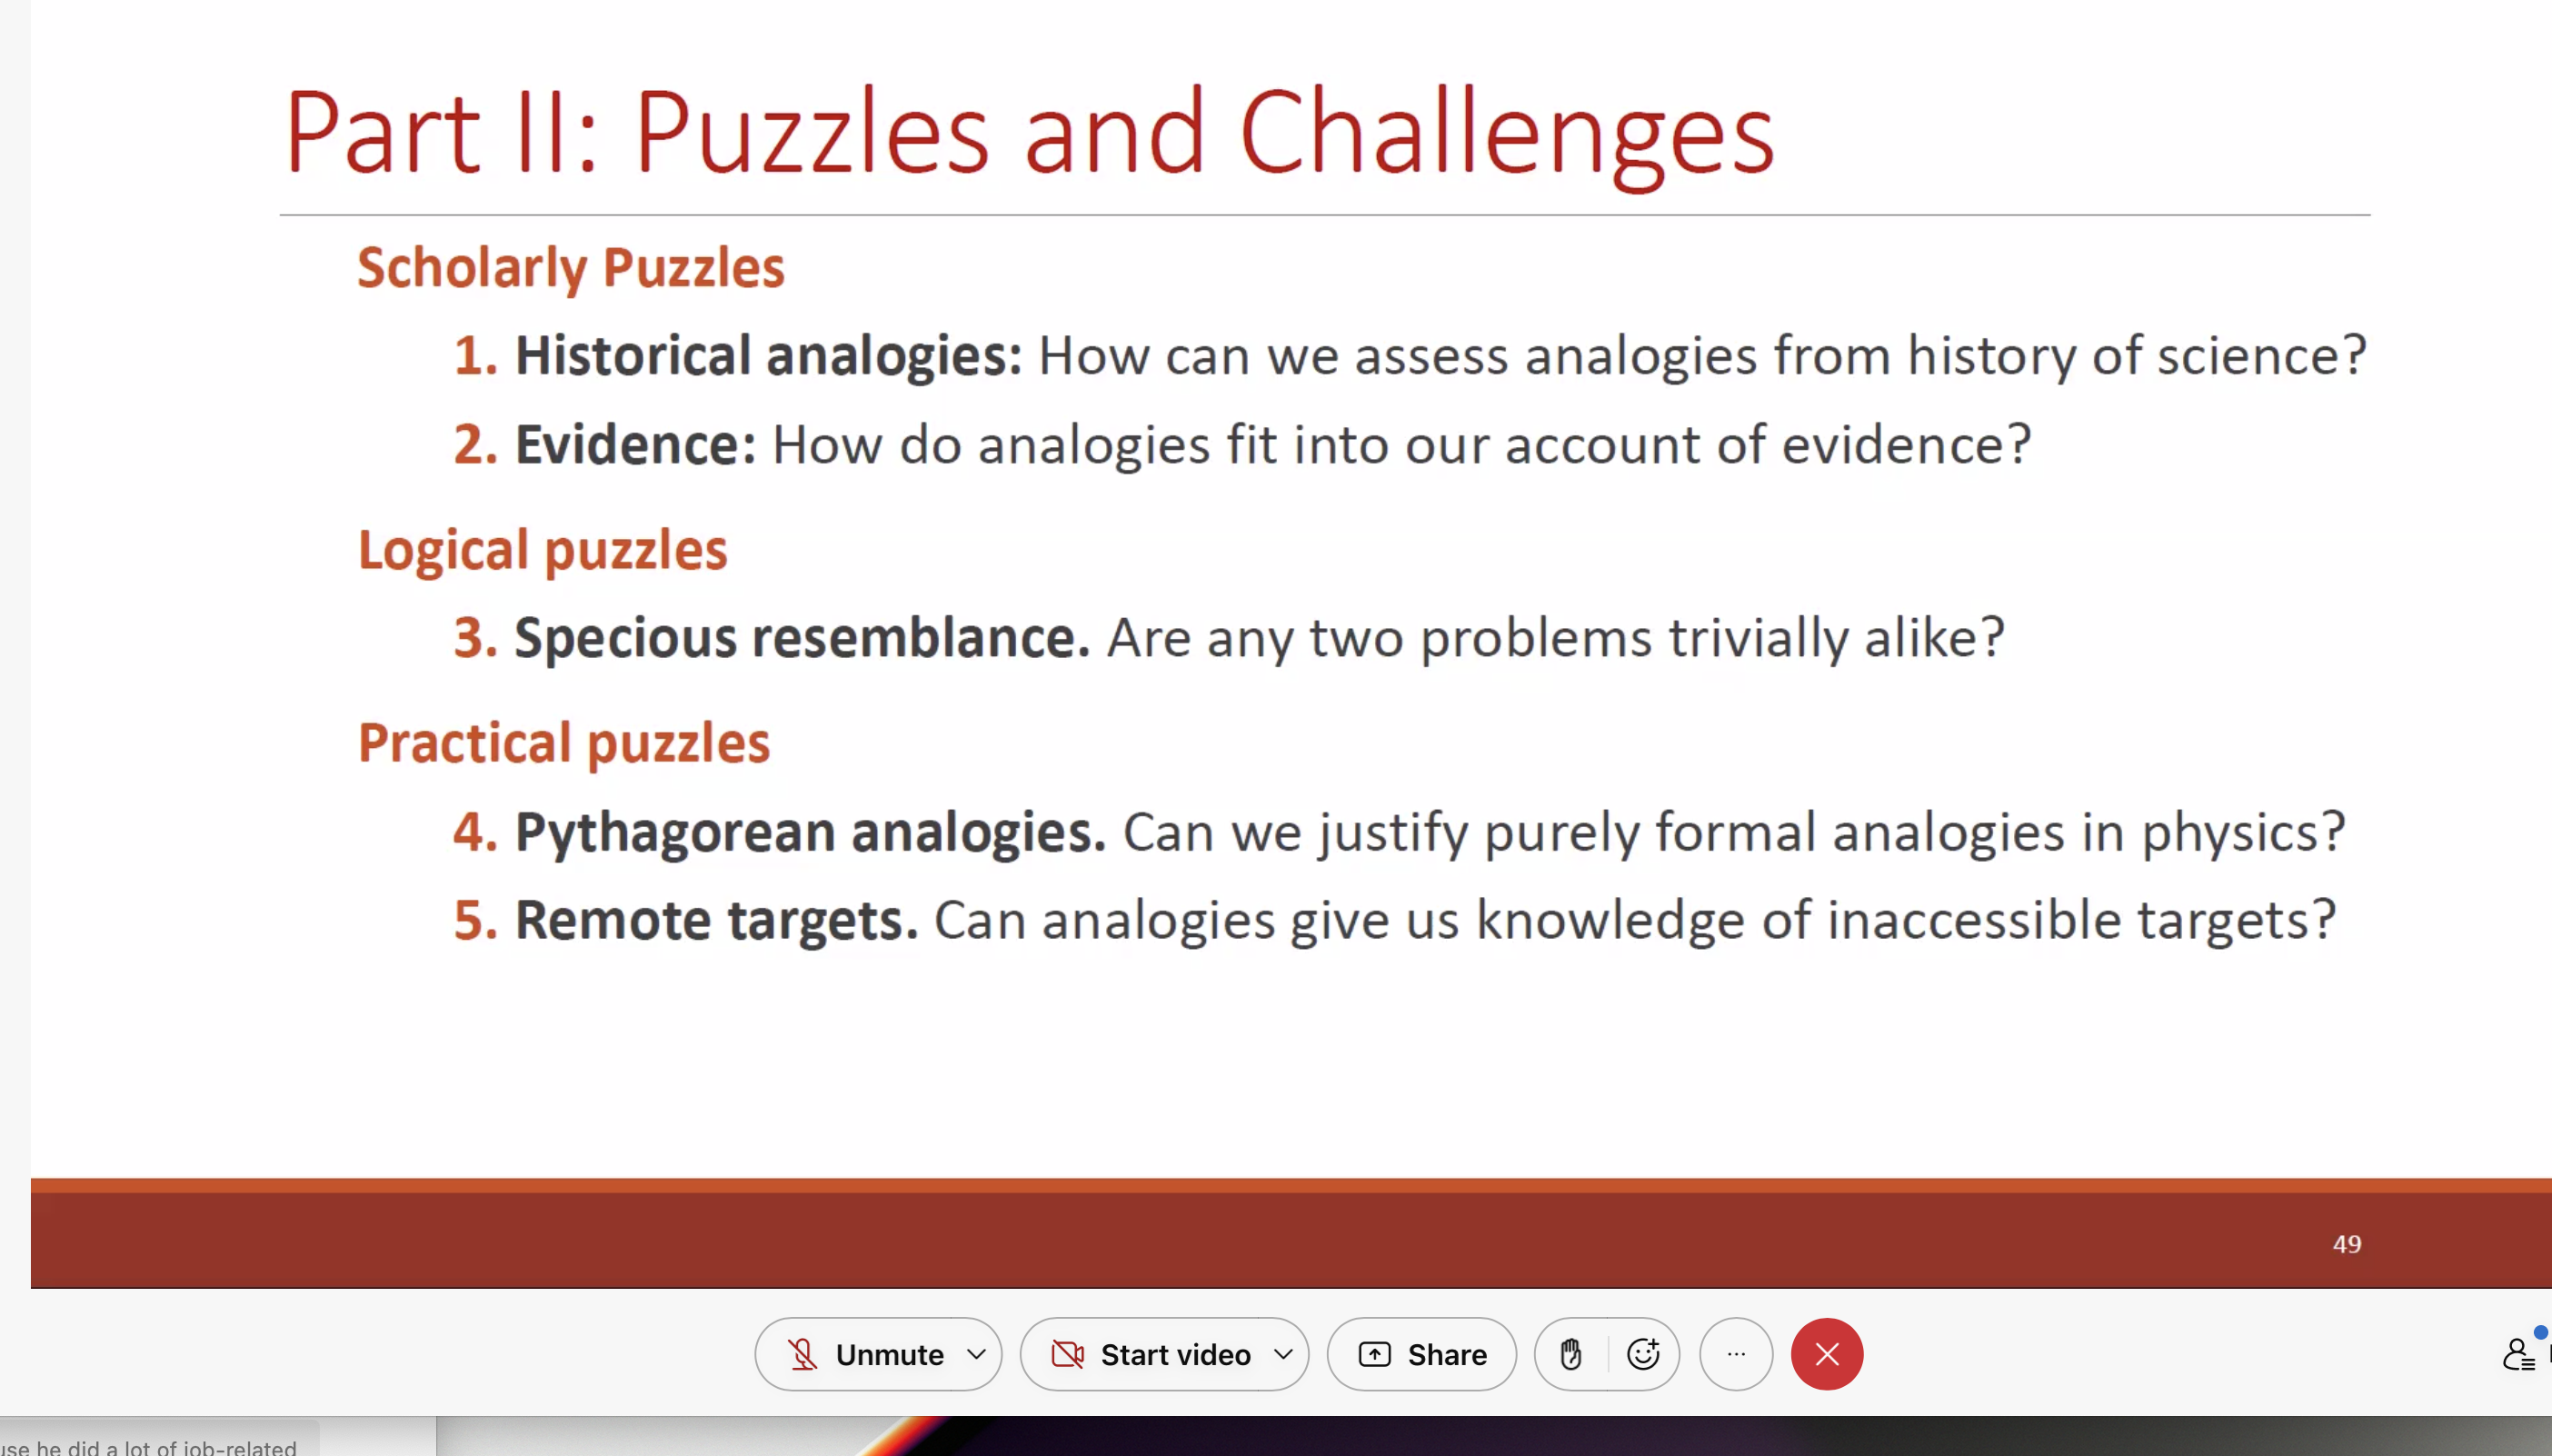 Part II: Puzzles and Challenges
Scholarly Puzzles
1. Historical analogies: How can we assess analogies from history of science?
2. Evidence: How do analogies fit into our account of evidence?
Logical puzzles
3. Specious resemblance. Are any two problems trivially alike?
Practical puzzles
4. Pythagorean analogies. Can we justify purely formal analogies in physics?
5. Remote targets. Can analogies give us knowledge of inaccessible targets?
49
Unmute
Start video
Share
he did a lot of job-related